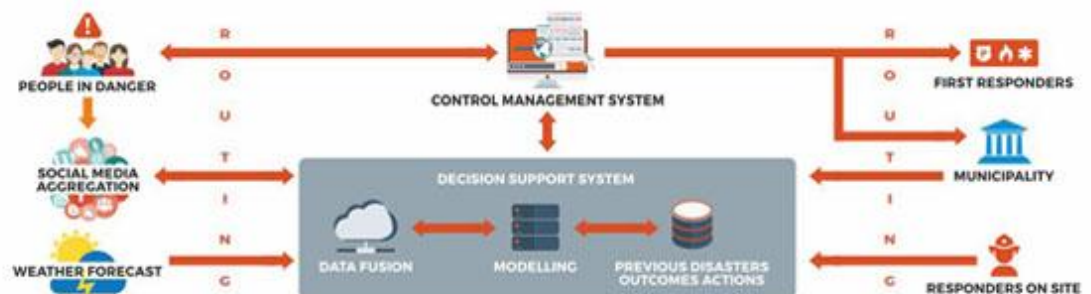 PEOPLE IN DANGER
SOCIAL MEDIA
AGGREGATION
WEATHER FORECAST
R
O
U
T
I
N
G
CONTROL MANAGEMENT SYSTEM
DECISION SUPPORT SYSTEM
DATA FUSION
MODELLING
PREVIOUS DISASTERS
OUTCOMES ACTIONS
R
O
U
T
I
N
G
FIRST RESPONDERS
MUNICIPALITY
RESPONDERS ON SITE